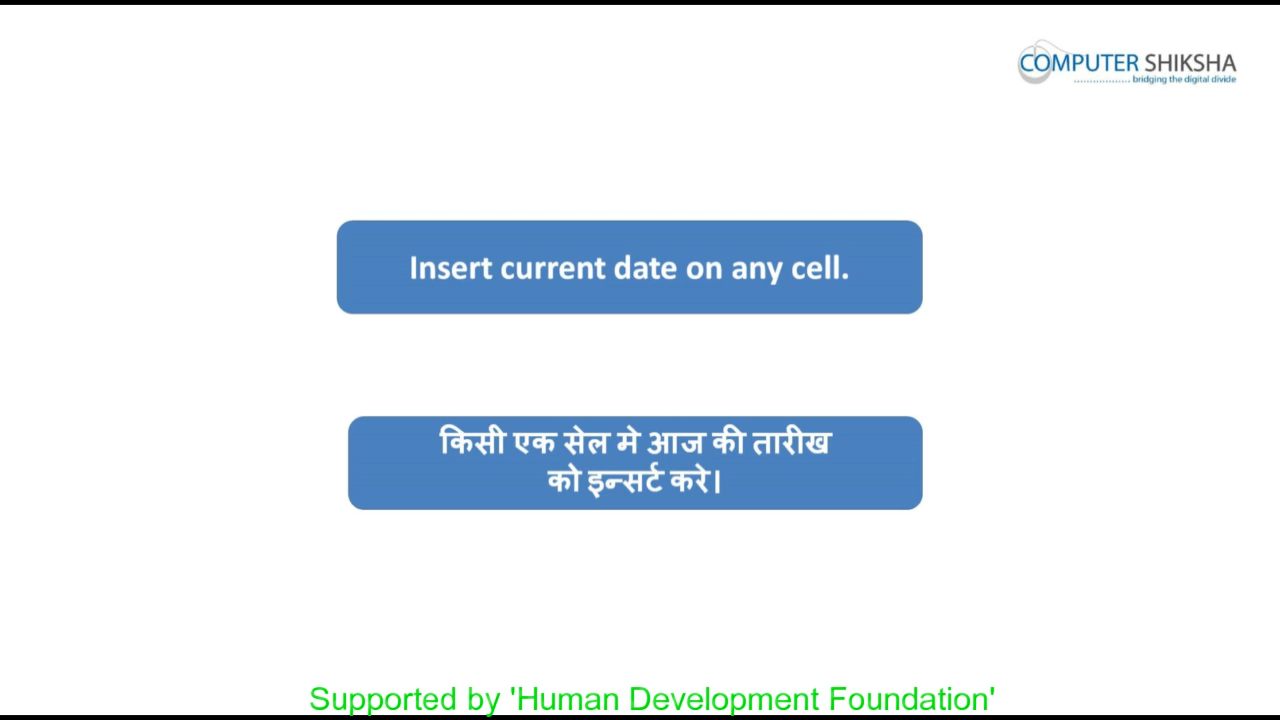 COMPUTER SHIKSHA
bridging the digital divide
Insert current date on any cell.
किसी एक सेल मे आज की तारीख
को इन्सर्ट करे।
Supported by 'Human Development Foundation'